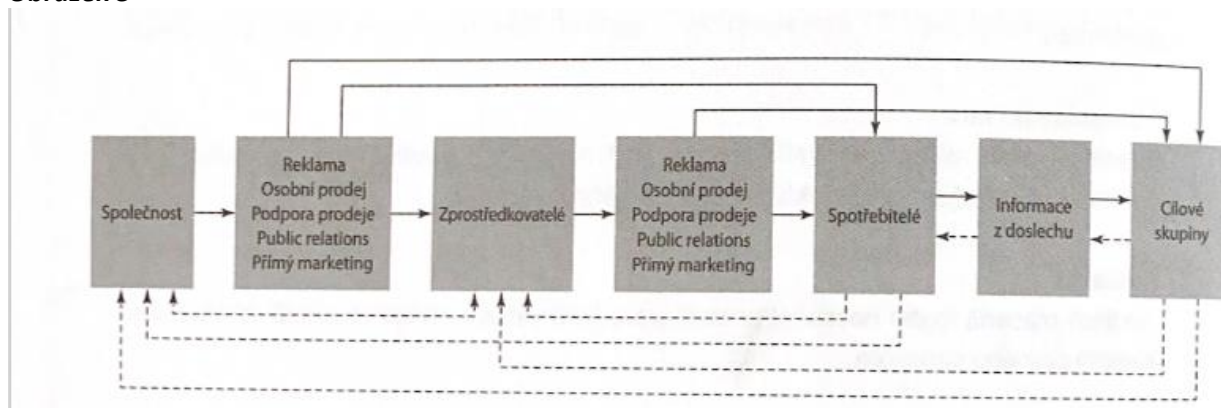 Společnost
Reklama
Osobní prodej
Podpora prodeje
Public relations
Přímý marketing
Zprostředkovatelé
Reklama
Osobní prodej
Podpora prodeje
Public relations
Přímý marketing
Spotřebitelé
Informace
z doslechu
Cílové
skupiny